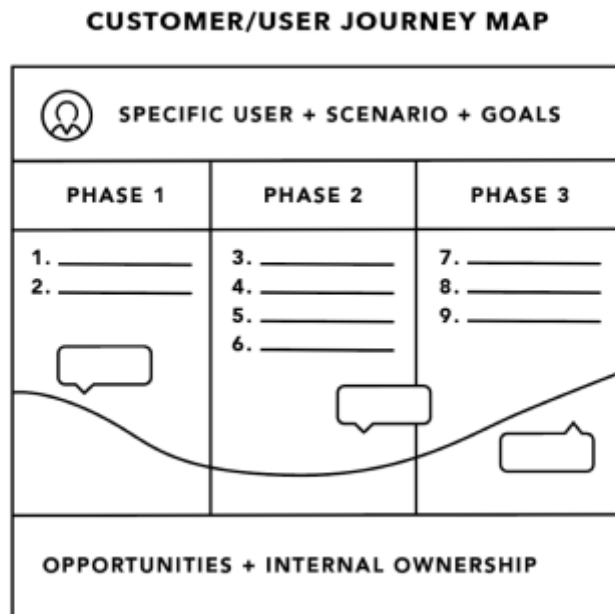 CUSTOMER/USER JOURNEY MAP
SPECIFIC USER + SCENARIO + GOALS
PHASE 1
PHASE 2
PHASE 3
1.
2.
3.
4.
5.
6.
7.
8.
9.
OPPORTUNITIES + INTERNAL OWNERSHIP